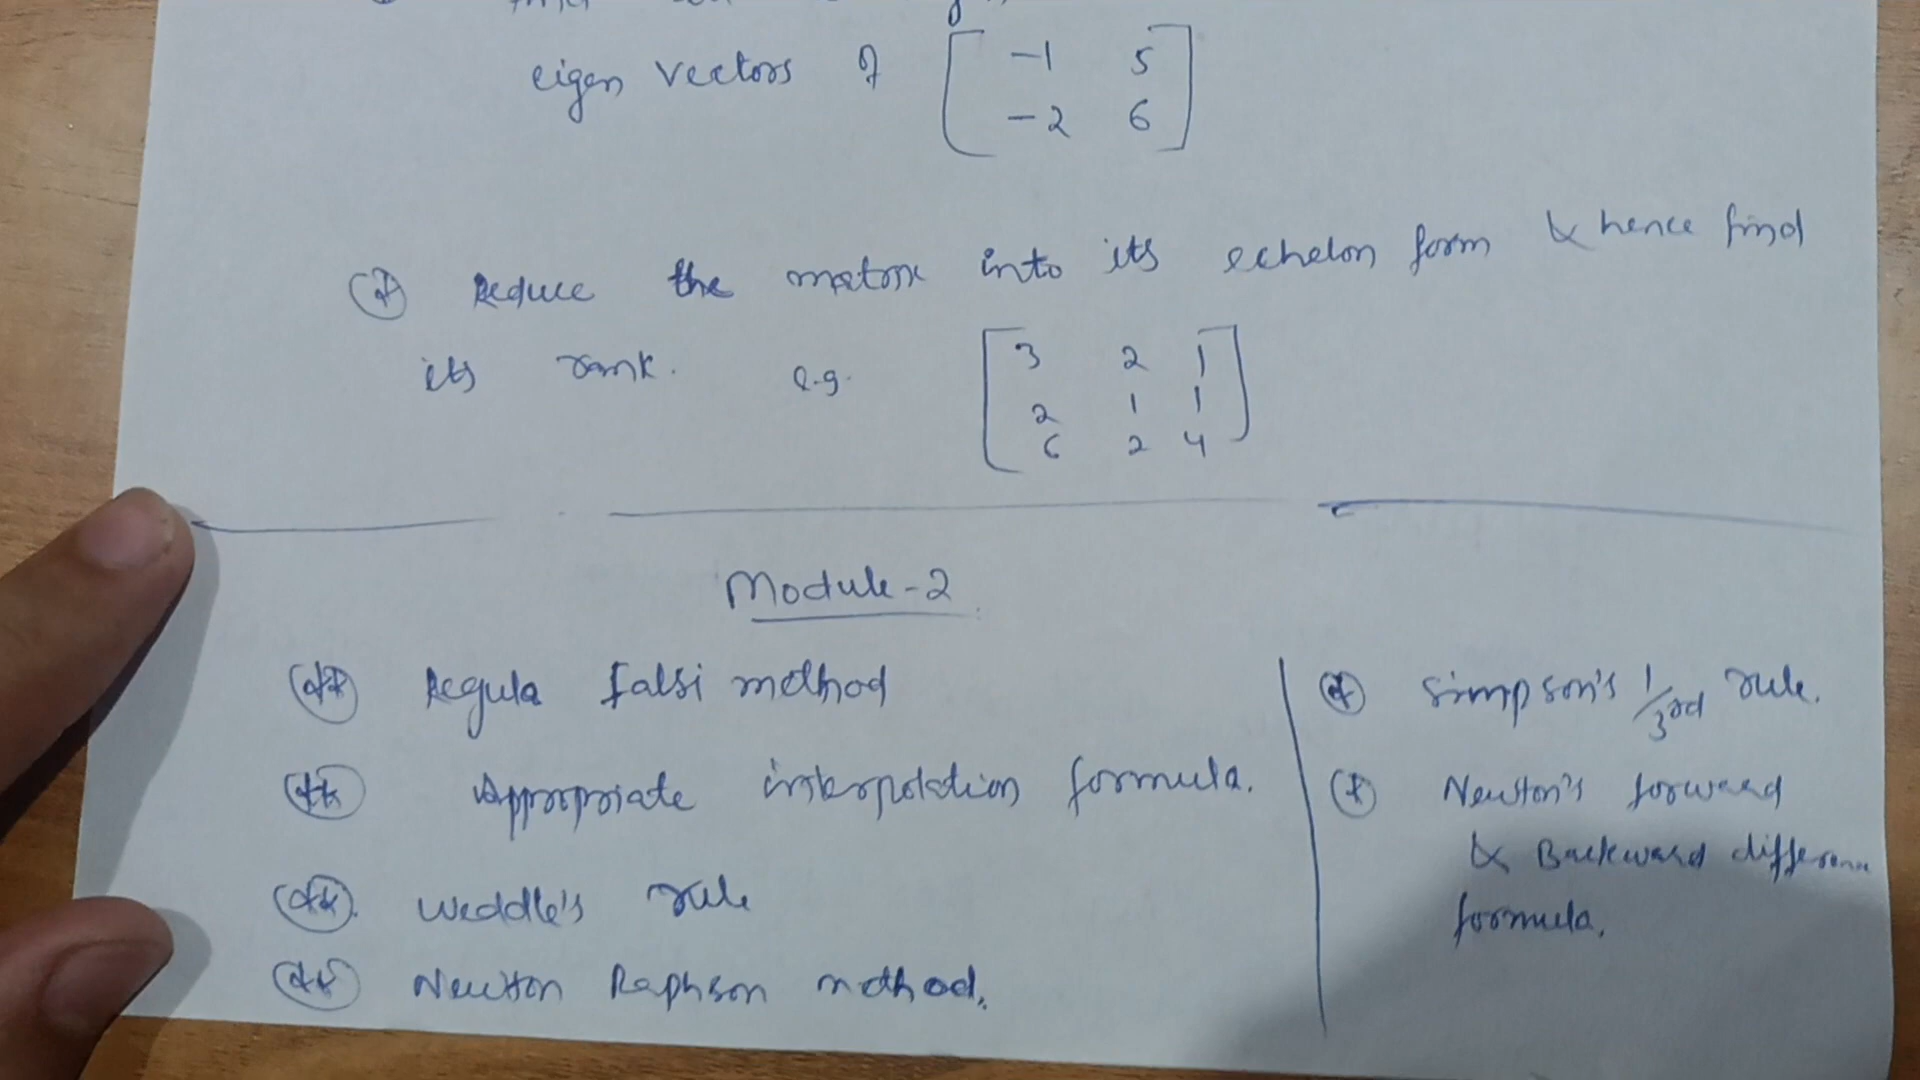 eigen vectors of [ -1 5
-2 6 ]
(*) Reduce the matrix into its echelon form & hence find
its rank. e.g. [ 3 2 1
2 1 1
6 2 4 ]
Module-2
(**) Regula falsi method
(**) Appropriate interpolation formula.
(**) Weddle's rule
(**) Newton Raphson method.
(*) Simpson's 1/3rd rule.
(*) Newton's forward
& Backward difference
formula.